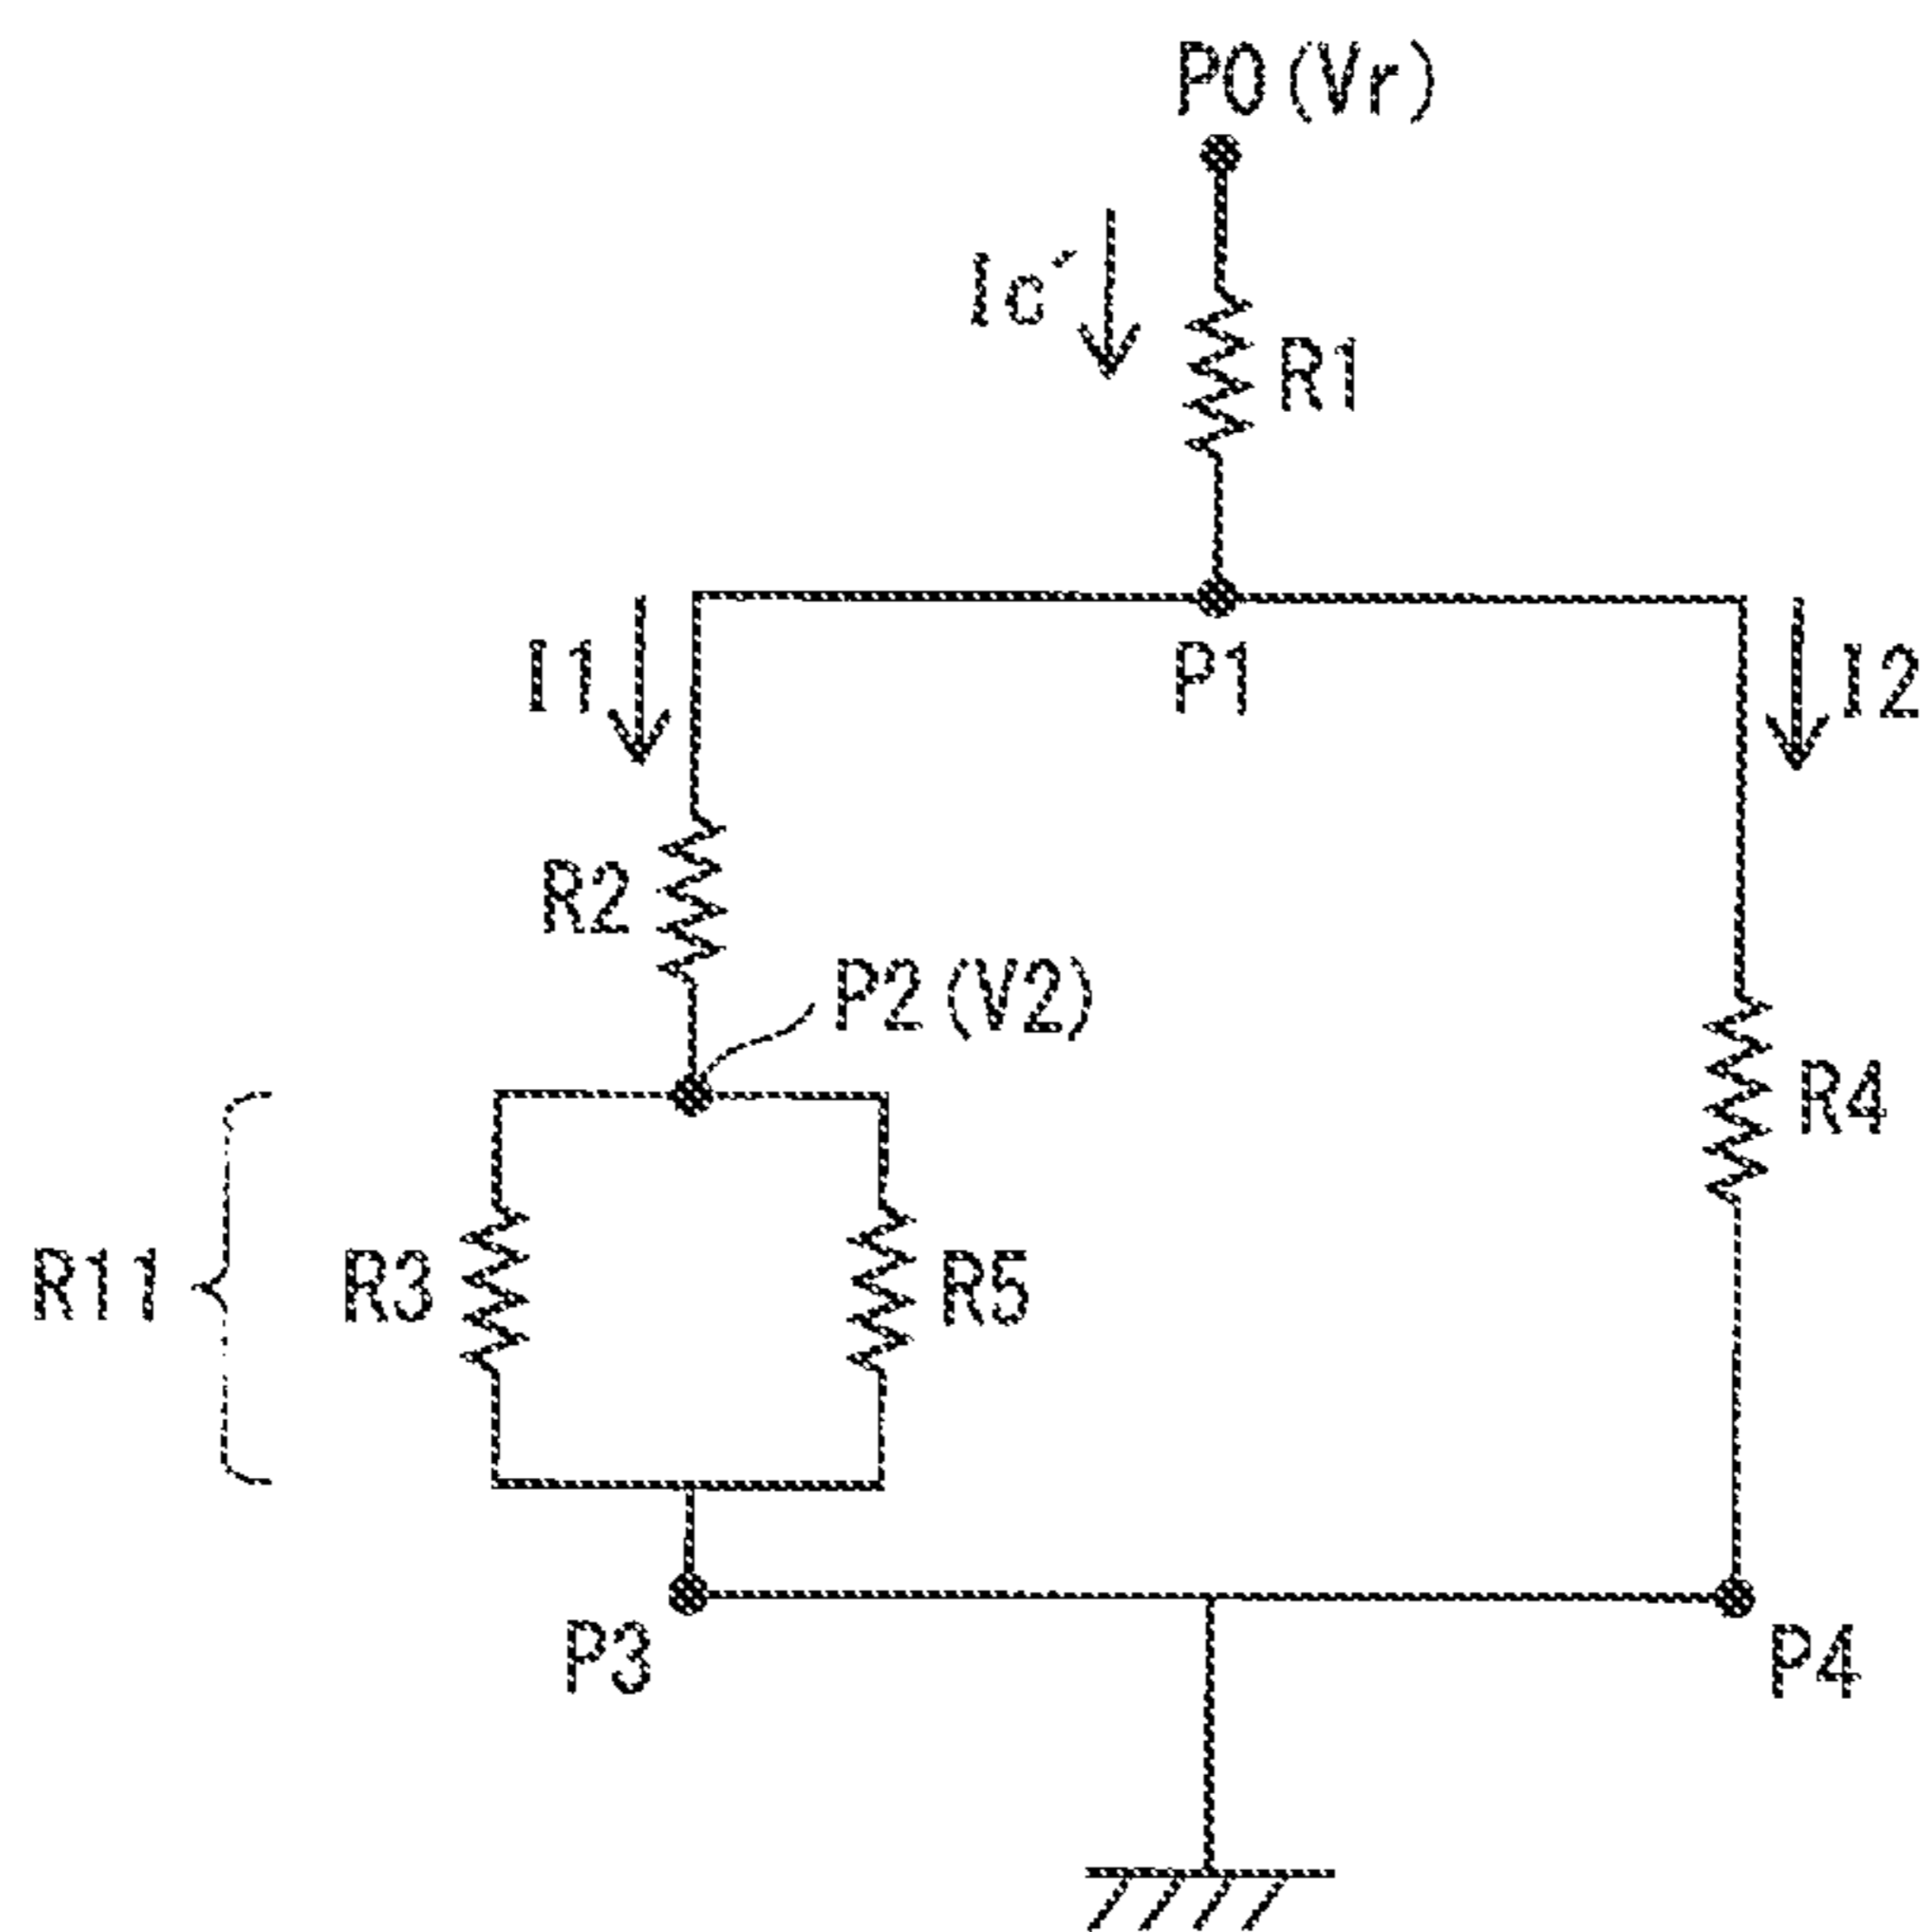 P0(Vr)
Ic´
R1
I1
P1
I2
R2
P2(V2)
R4
R11
R3
R5
P3
P4